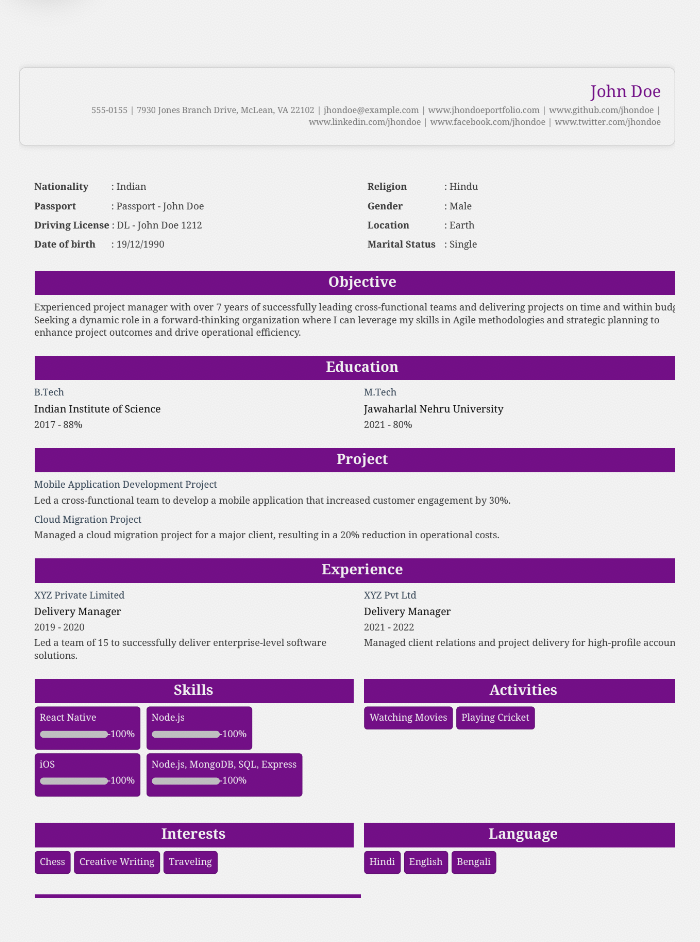 John Doe
555-0155 | 7930 Jones Branch Drive, McLean, VA 22102 | jhondoe@example.com | www.jhondoeportfolio.com | www.github.com/jhondoe |
www.linkedin.com/jhondoe | www.facebook.com/jhondoe | www.twitter.com/jhondoe
Nationality : Indian
Religion : Hindu
Passport : Passport - John Doe
Gender : Male
Driving License : DL - John Doe 1212
Location : Earth
Date of birth : 19/12/1990
Marital Status : Single
Objective
Experienced project manager with over 7 years of successfully leading cross-functional teams and delivering projects on time and within
Seeking a dynamic role in a forward-thinking organization where I can leverage my skills in Agile methodologies and strategic planning to
enhance project outcomes and drive operational efficiency.
Education
B.Tech
Indian Institute of Science
2017 - 88%
M.Tech
Jawaharlal Nehru University
2021 - 80%
Project
Mobile Application Development Project
Led a cross-functional team to develop a mobile application that increased customer engagement by 30%.
Cloud Migration Project
Managed a cloud migration project for a major client, resulting in a 20% reduction in operational costs.
Experience
XYZ Private Limited
Delivery Manager
2019 - 2020
Led a team of 15 to successfully deliver enterprise-level software
solutions.
XYZ Pvt Ltd
Delivery Manager
2021 - 2022
Managed client relations and project delivery for high-profile accoun
Skills
React Native
-100%
Node.js
-100%
iOS
-100%
Node.js, MongoDB, SQL, Express
-100%
Activities
Watching Movies
Playing Cricket
Interests
Chess
Creative Writing
Traveling
Language
Hindi
English
Bengali